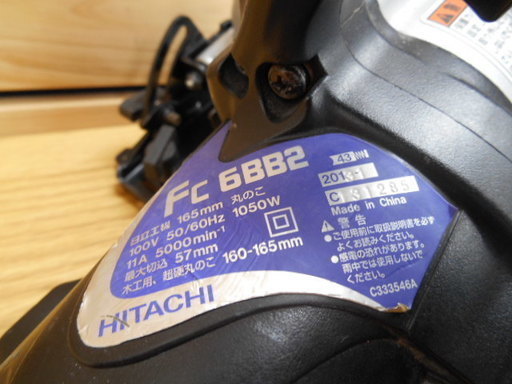 FC 6BB2
日立工機 165mm 丸のこ
100V 50/60Hz 1050W
11A 5000min⁻¹
最大切込 57mm
木工用、超硬丸のこ 160-165mm
HITACHI
43
2013-1
C 31285
Made in China
⚠警告
●ご使用前に取扱説明書を必ず
よくお読みください。
●感電の恐れがあります。
雨中では使用しないで
ください。
C333546A